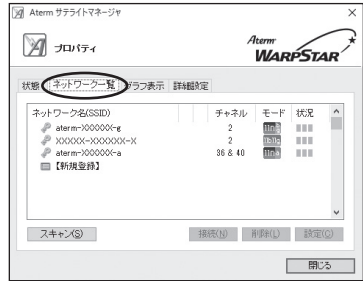 Aterm サテライトマネージャ
プロパティ
Aterm
WARPSTAR
状態 ネットワーク一覧 グラフ表示 詳細設定
ネットワーク名(SSID) チャネル モード 状況
aterm-XXXXXX-g 2 11ng
XXXXX-XXXXXX-X 2
aterm-XXXXXX-a 36 & 40 11na
【新規登録】
スキャン(S) 接続(N) 削除(L) 設定(C)
閉じる